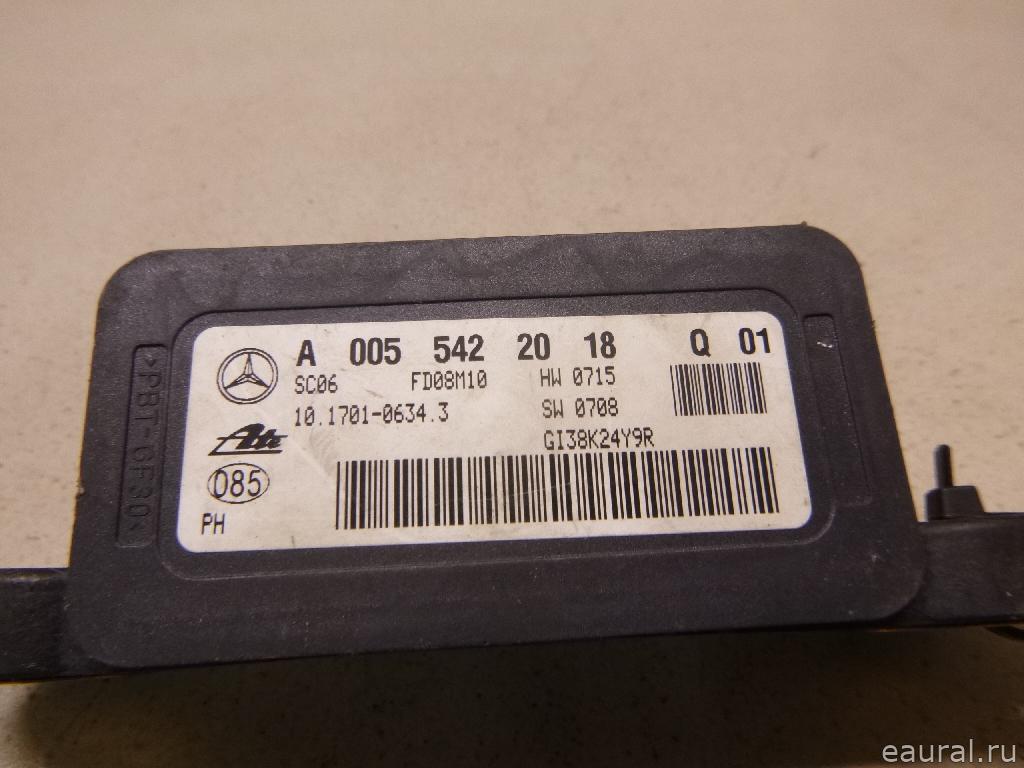 A 005 542 20 18 Q 01
SC06 FD08M10 HW 0715
10.1701-0634.3 SW 0708
Ate GI38K24Y9R
085
PH
>PBT-GF30<
eaural.ru